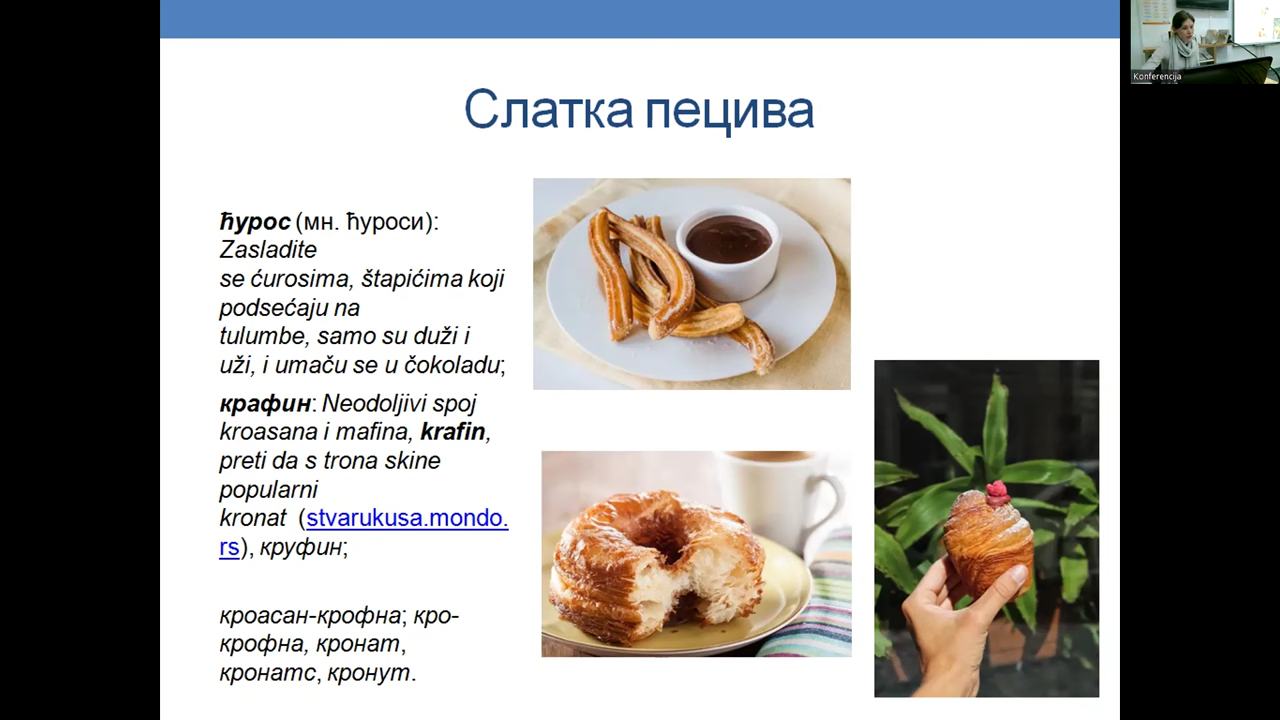 Слатка пецива
ћурос (мн. ћуроси):
Zasladite
se ćurosima, štapićima koji
podsećaju na
tulumbe, samo su duži i
uži, i umaču se u čokoladu;
крафин: Neodoljivi spoj
kroasana i mafina, krafin,
preti da s trona skine
popularni
kronat (stvarukusa.mondo.
rs), круфин;
кроасан-крофна; кро-
крофна, кронат,
кронатс, кронут.
Konferencija